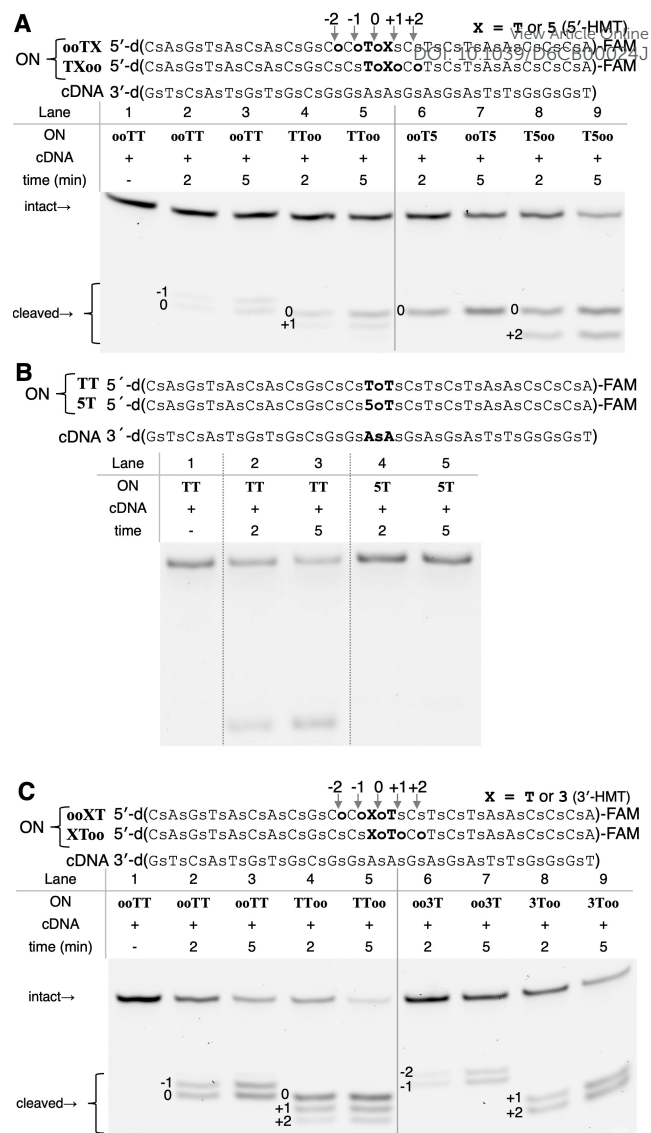 A
-2 -1 0 +1 +2
X = T or 5 (5′-HMT)
View Article Online
DOI: 10.1039/D6CB00024J
ON
ooTX 5′-d(CsAsGsTsAsCsAsCsGsCoCoToXsCsTsCsTsAsAsCsCsCsA)-FAM
TXoo 5′-d(CsAsGsTsAsCsAsCsGsCsCsToXoCoTsCsTsAsAsCsCsCsA)-FAM
cDNA 3′-d(GsTsCsAsTsGsTsGsCsGsGsAsAsGsAsGsAsTsTsGsGsGsT)
Lane 1 2 3 4 5 6 7 8 9
ON ooTT ooTT ooTT TToo TToo ooT5 ooT5 T5oo T5oo
cDNA + + + + + + + + +
time (min) - 2 5 2 5 2 5 2 5
intact→
cleaved→
-1
0
0
+1
0
0
+2
B
ON
TT 5´-d(CsAsGsTsAsCsAsCsGsCsCsToTsCsTsCsTsAsAsCsCsCsA)-FAM
5T 5´-d(CsAsGsTsAsCsAsCsGsCsCs5oTsCsTsCsTsAsAsCsCsCsA)-FAM
cDNA 3´-d(GsTsCsAsTsGsTsGsCsGsGsAsAsGsAsGsAsTsTsGsGsGsT)
Lane 1 2 3 4 5
ON TT TT TT 5T 5T
cDNA + + + + +
time - 2 5 2 5
C
-2 -1 0 +1 +2
X = T or 3 (3′-HMT)
ON
ooXT 5′-d(CsAsGsTsAsCsAsCsGsCoCoXoTsCsTsCsTsAsAsCsCsCsA)-FAM
XToo 5′-d(CsAsGsTsAsCsAsCsGsCsCsXoToCoTsCsTsAsAsCsCsCsA)-FAM
cDNA 3′-d(GsTsCsAsTsGsTsGsCsGsGsAsAsGsAsGsAsTsTsGsGsGsT)
Lane 1 2 3 4 5 6 7 8 9
ON ooTT ooTT ooTT TToo TToo oo3T oo3T 3Too 3Too
cDNA + + + + + + + + +
time (min) - 2 5 2 5 2 5 2 5
intact→
cleaved→
-1
0
0
+1
+2
-2
-1
+1
+2